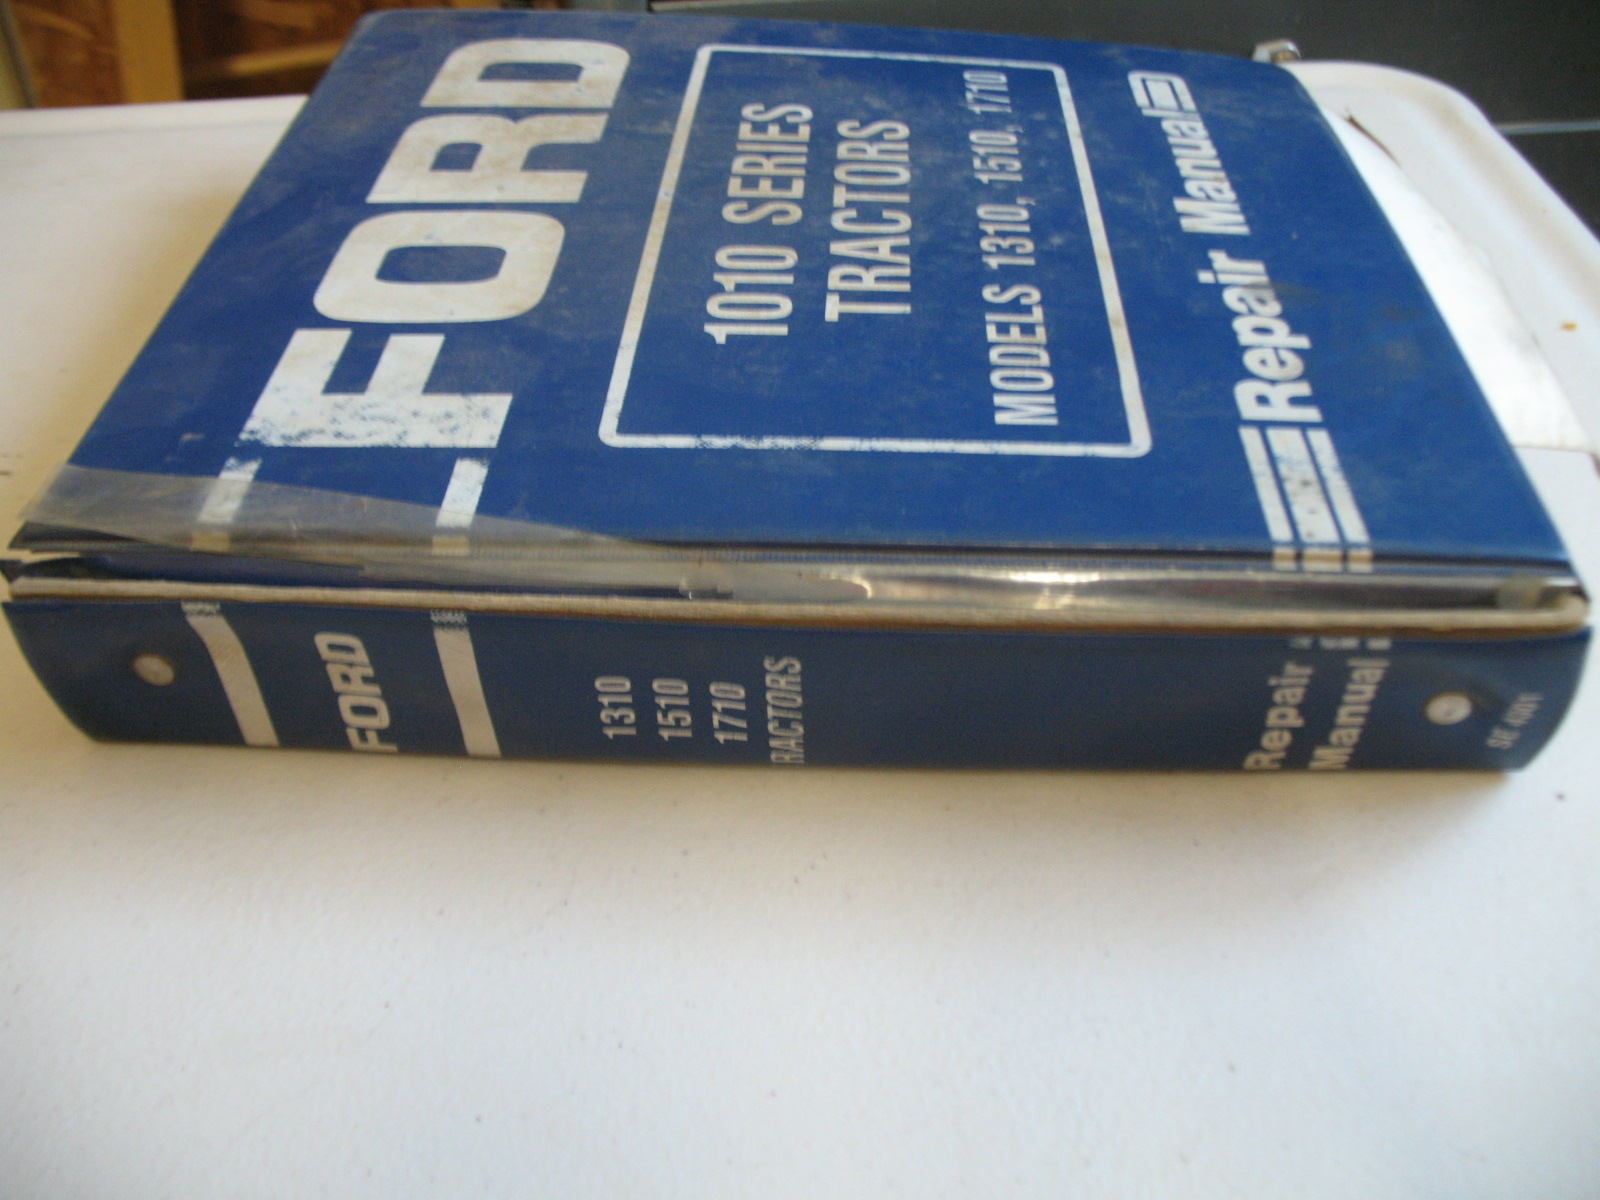 FORD
1010 SERIES
TRACTORS
MODELS 1310, 1510, 1710
Repair Manual
FORD
1310
1510
1710
RACTORS
Repair
Manual